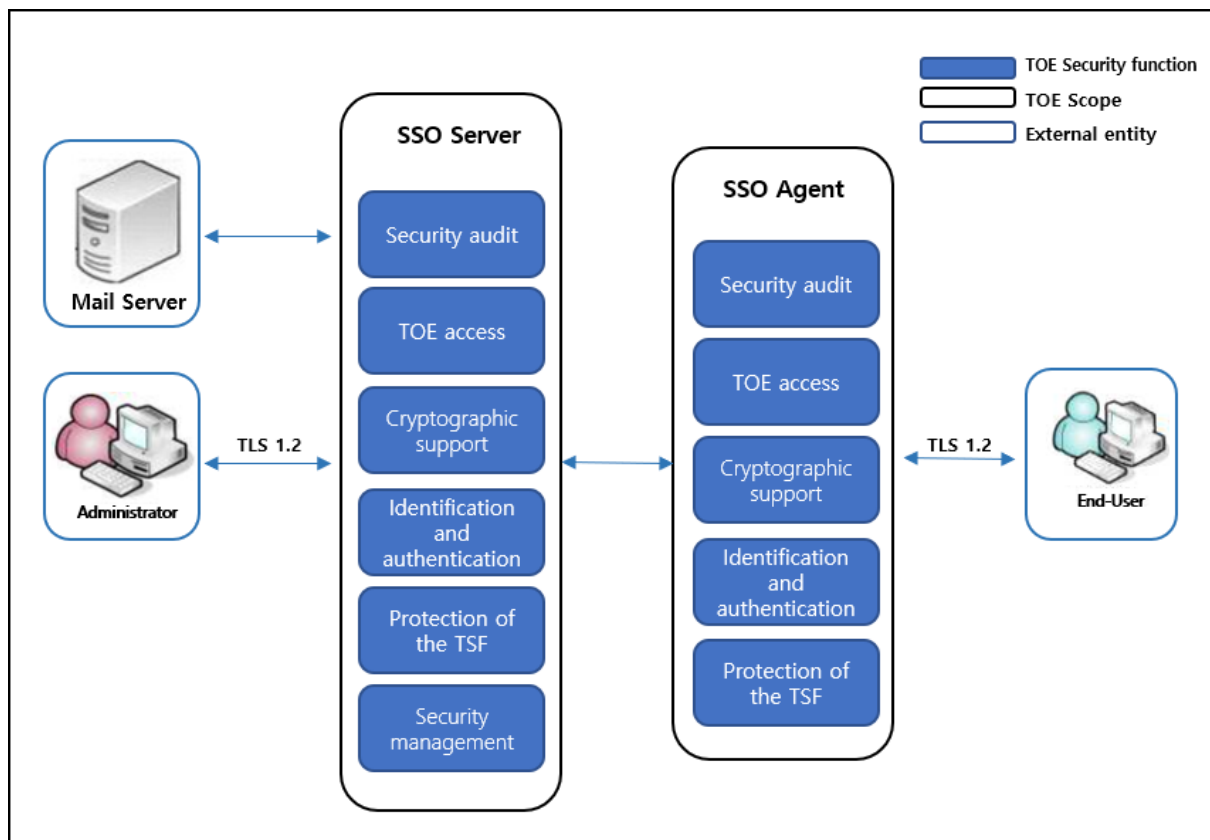 TOE Security function
TOE Scope
External entity
SSO Server
Security audit
TOE access
Cryptographic
support
Identification
and
authentication
Protection of
the TSF
Security
management
SSO Agent
Security audit
TOE access
Cryptographic
support
Identification
and
authentication
Protection of
the TSF
Mail Server
Administrator
TLS 1.2
TLS 1.2
End-User